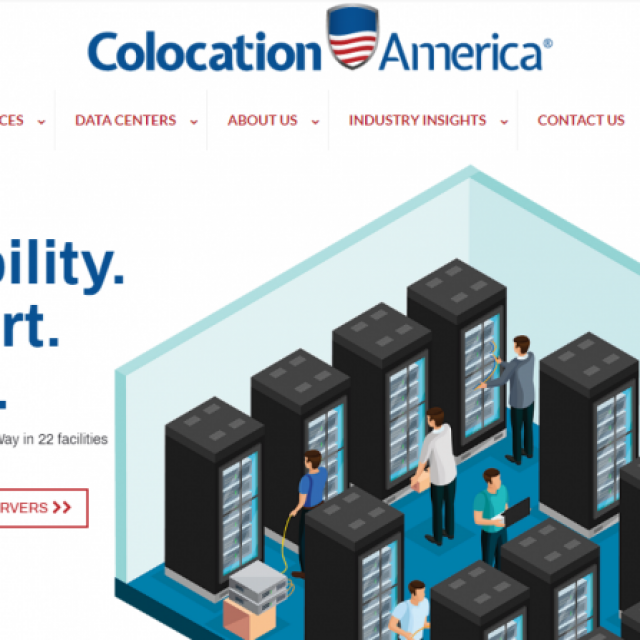 Colocation America®
CES DATA CENTERS ABOUT US INDUSTRY INSIGHTS CONTACT US
bility.
rt.
.
Way in 22 facilities
RVERS